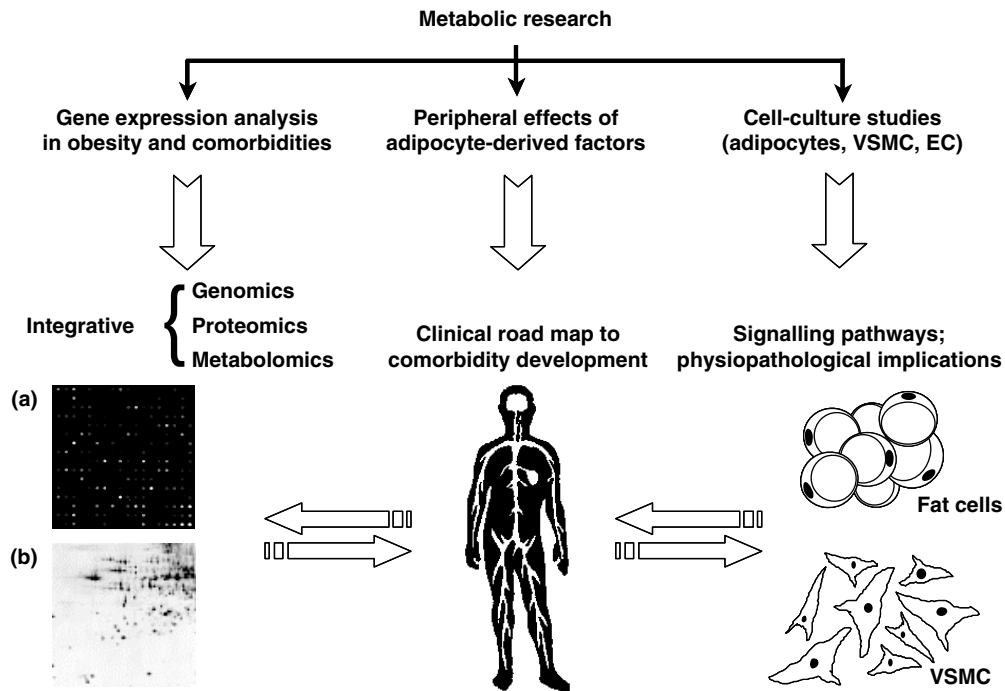 Metabolic research
Gene expression analysis
in obesity and comorbidities
Peripheral effects of
adipocyte-derived factors
Cell-culture studies
(adipocytes, VSMC, EC)
Integrative
Genomics
Proteomics
Metabolomics
Clinical road map to
comorbidity development
Signalling pathways;
physiopathological implications
(a)
Fat cells
(b)
VSMC